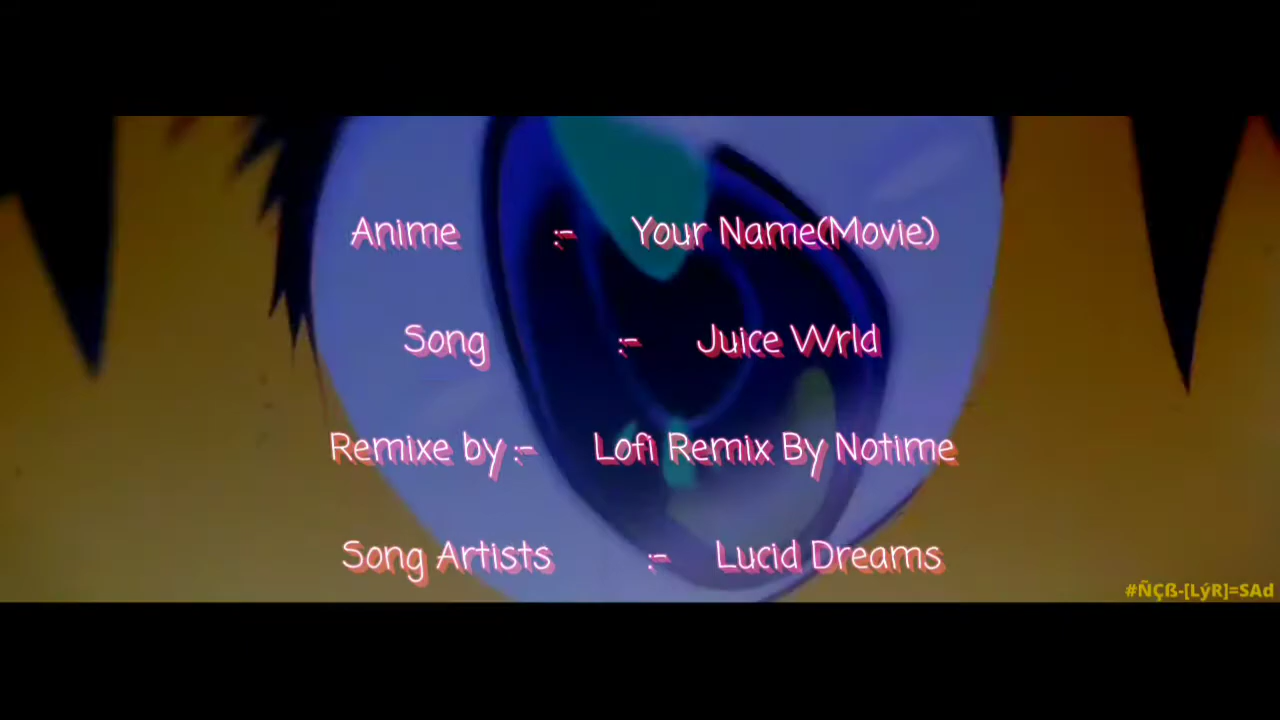 Anime :- Your Name(Movie)
Song :- Juice Wrld
Remixe by :- Lofi Remix By Notime
Song Artists :- Lucid Dreams
#ÑÇß-[LýR]=SAd